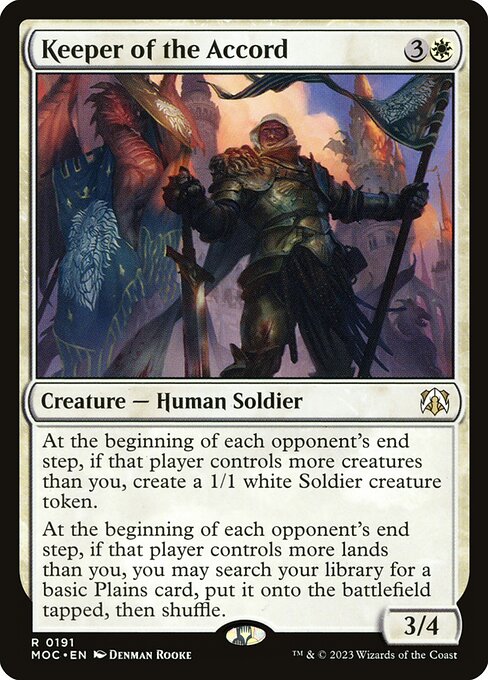 Keeper of the Accord 3
Creature — Human Soldier
At the beginning of each opponent's end
step, if that player controls more creatures
than you, create a 1/1 white Soldier creature
token.
At the beginning of each opponent's end
step, if that player controls more lands
than you, you may search your library for a
basic Plains card, put it onto the battlefield
tapped, then shuffle.
3/4
R 0191
MOC • EN Denman Rooke
™ & © 2023 Wizards of the Coast